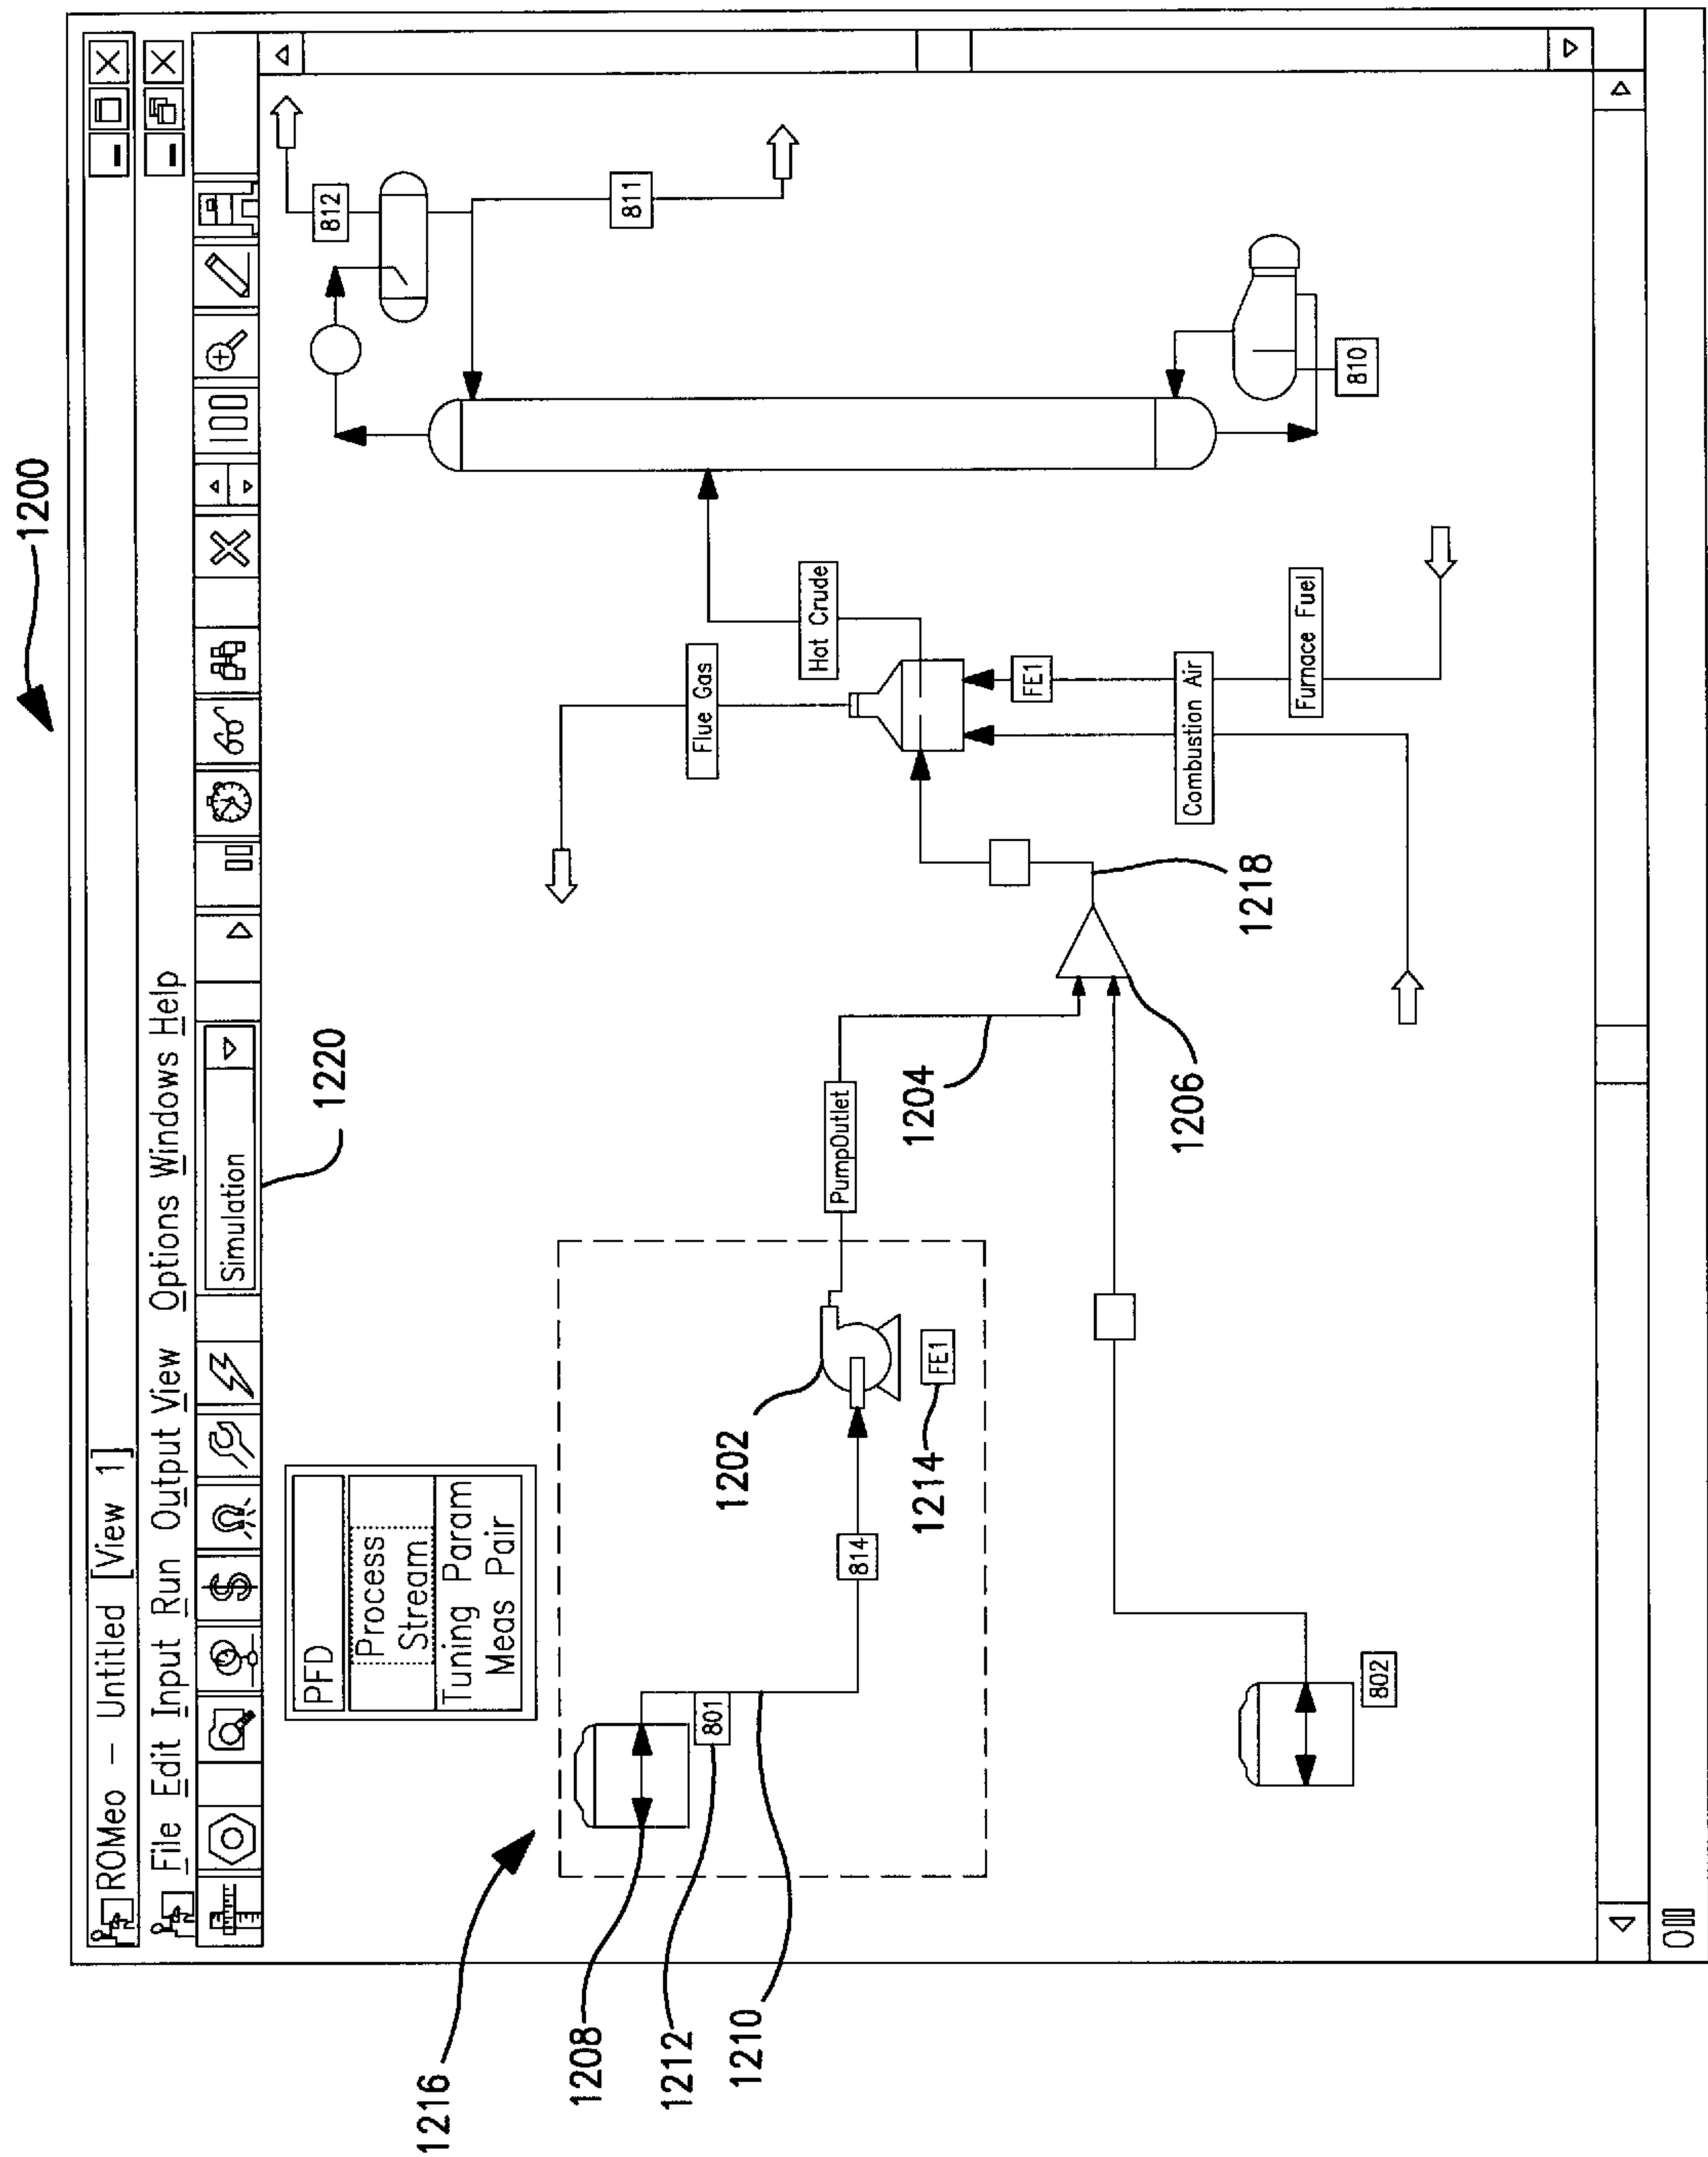 1200
ROMeo – Untitled [View 1]
File Edit Input Run Output View Options Windows Help
$
Simulation
100
1220
PFD
Process
Stream
Tuning Param
Meas Pair
812
811
1216
1208
801
1212
1210
814
1202
FE1
1214
PumpOutlet
1204
1206
1218
Flue Gas
Hot Crude
FE1
Combustion Air
Furnace Fuel
810
802